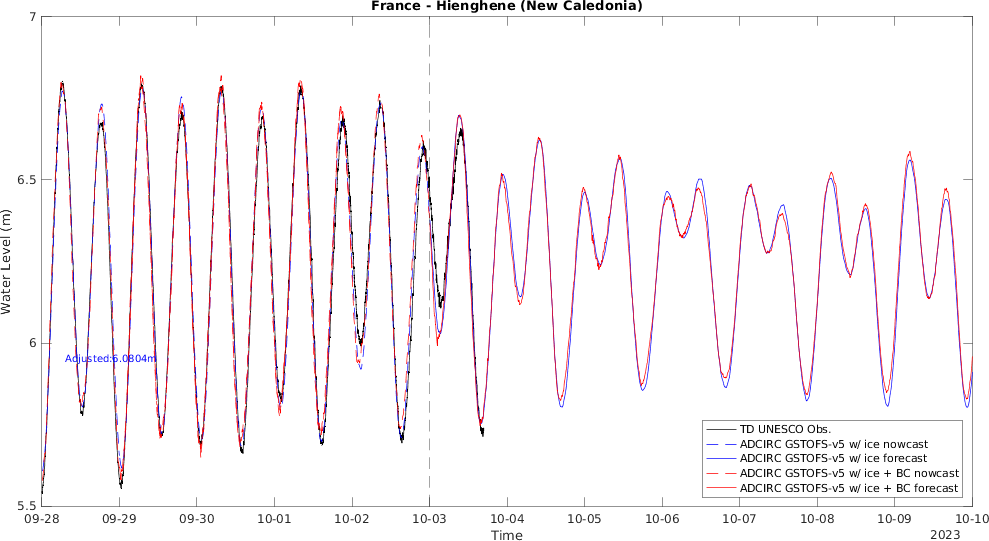 France - Hienghene (New Caledonia)
7
6.5
6
5.5
Water Level (m)
Adjusted:6.0804m
TD UNESCO Obs.
ADCIRC GSTOFS-v5 w/ ice nowcast
ADCIRC GSTOFS-v5 w/ ice forecast
ADCIRC GSTOFS-v5 w/ ice + BC nowcast
ADCIRC GSTOFS-v5 w/ ice + BC forecast
09-28 09-29 09-30 10-01 10-02 10-03 10-04 10-05 10-06 10-07 10-08 10-09 10-10
Time
2023